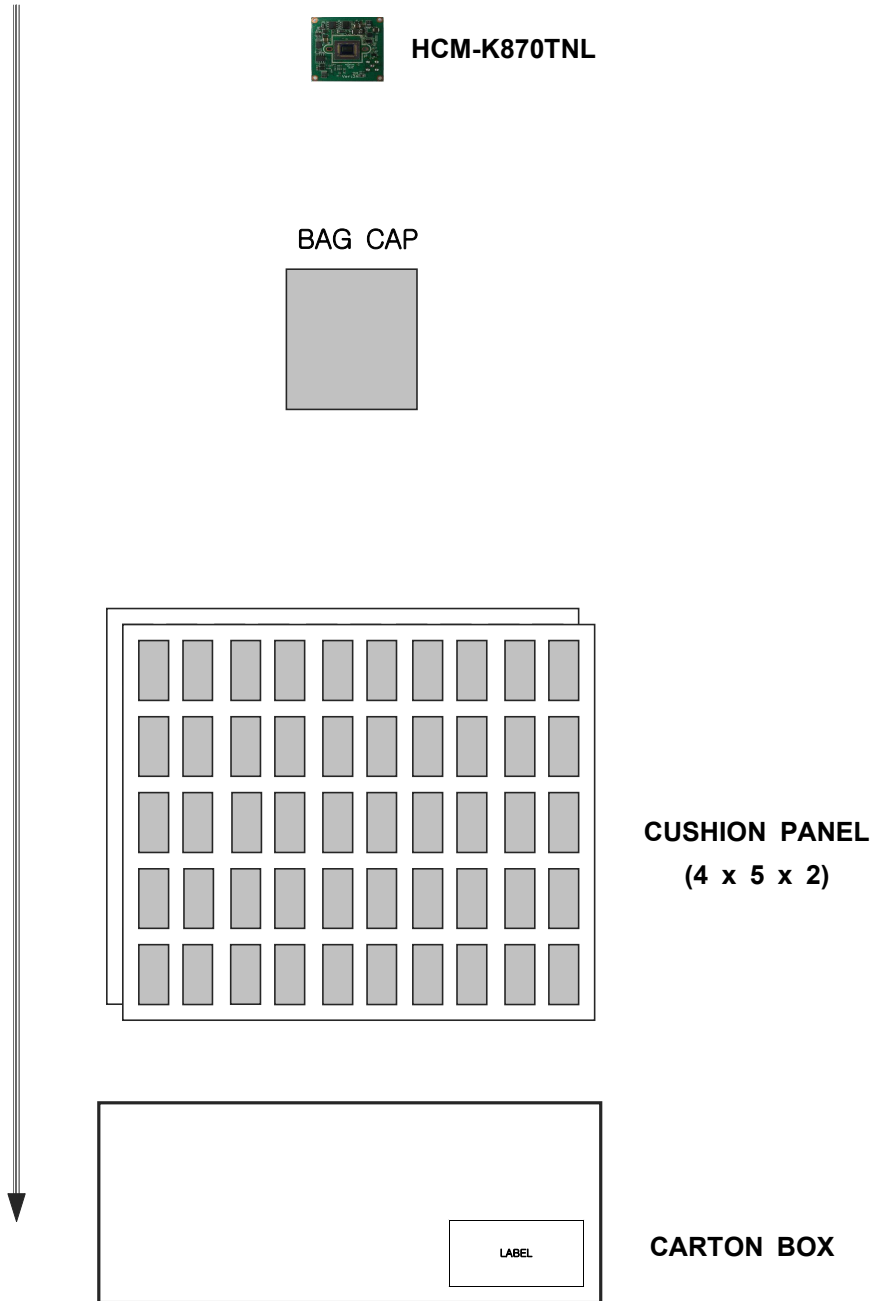 HCM-K870TNL
BAG CAP
CUSHION PANEL
(4 x 5 x 2)
LABEL
CARTON BOX